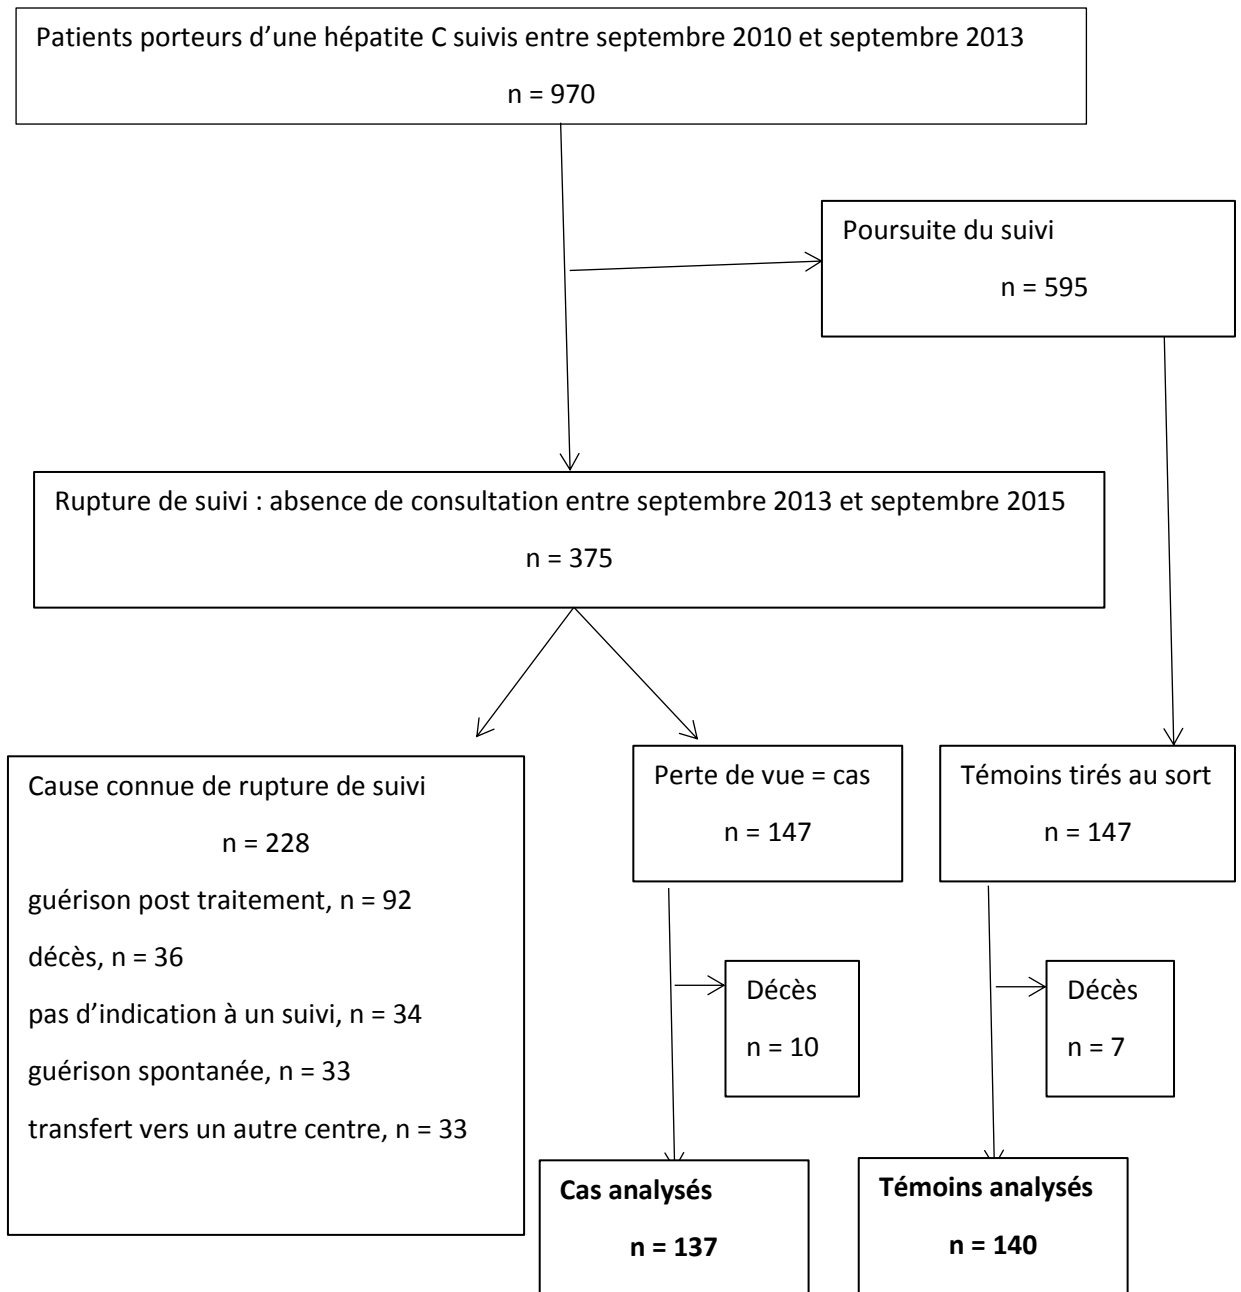 Patients porteurs d’une hépatite C suivis entre septembre 2010 et septembre 2013
n = 970
Poursuite du suivi
n = 595
Rupture de suivi : absence de consultation entre septembre 2013 et septembre 2015
n = 375
Cause connue de rupture de suivi
n = 228
guérison post traitement, n = 92
décès, n = 36
pas d’indication à un suivi, n = 34
guérison spontanée, n = 33
transfert vers un autre centre, n = 33
Perte de vue = cas
n = 147
Témoins tirés au sort
n = 147
Décès
n = 10
Décès
n = 7
Cas analysés
n = 137
Témoins analysés
n = 140